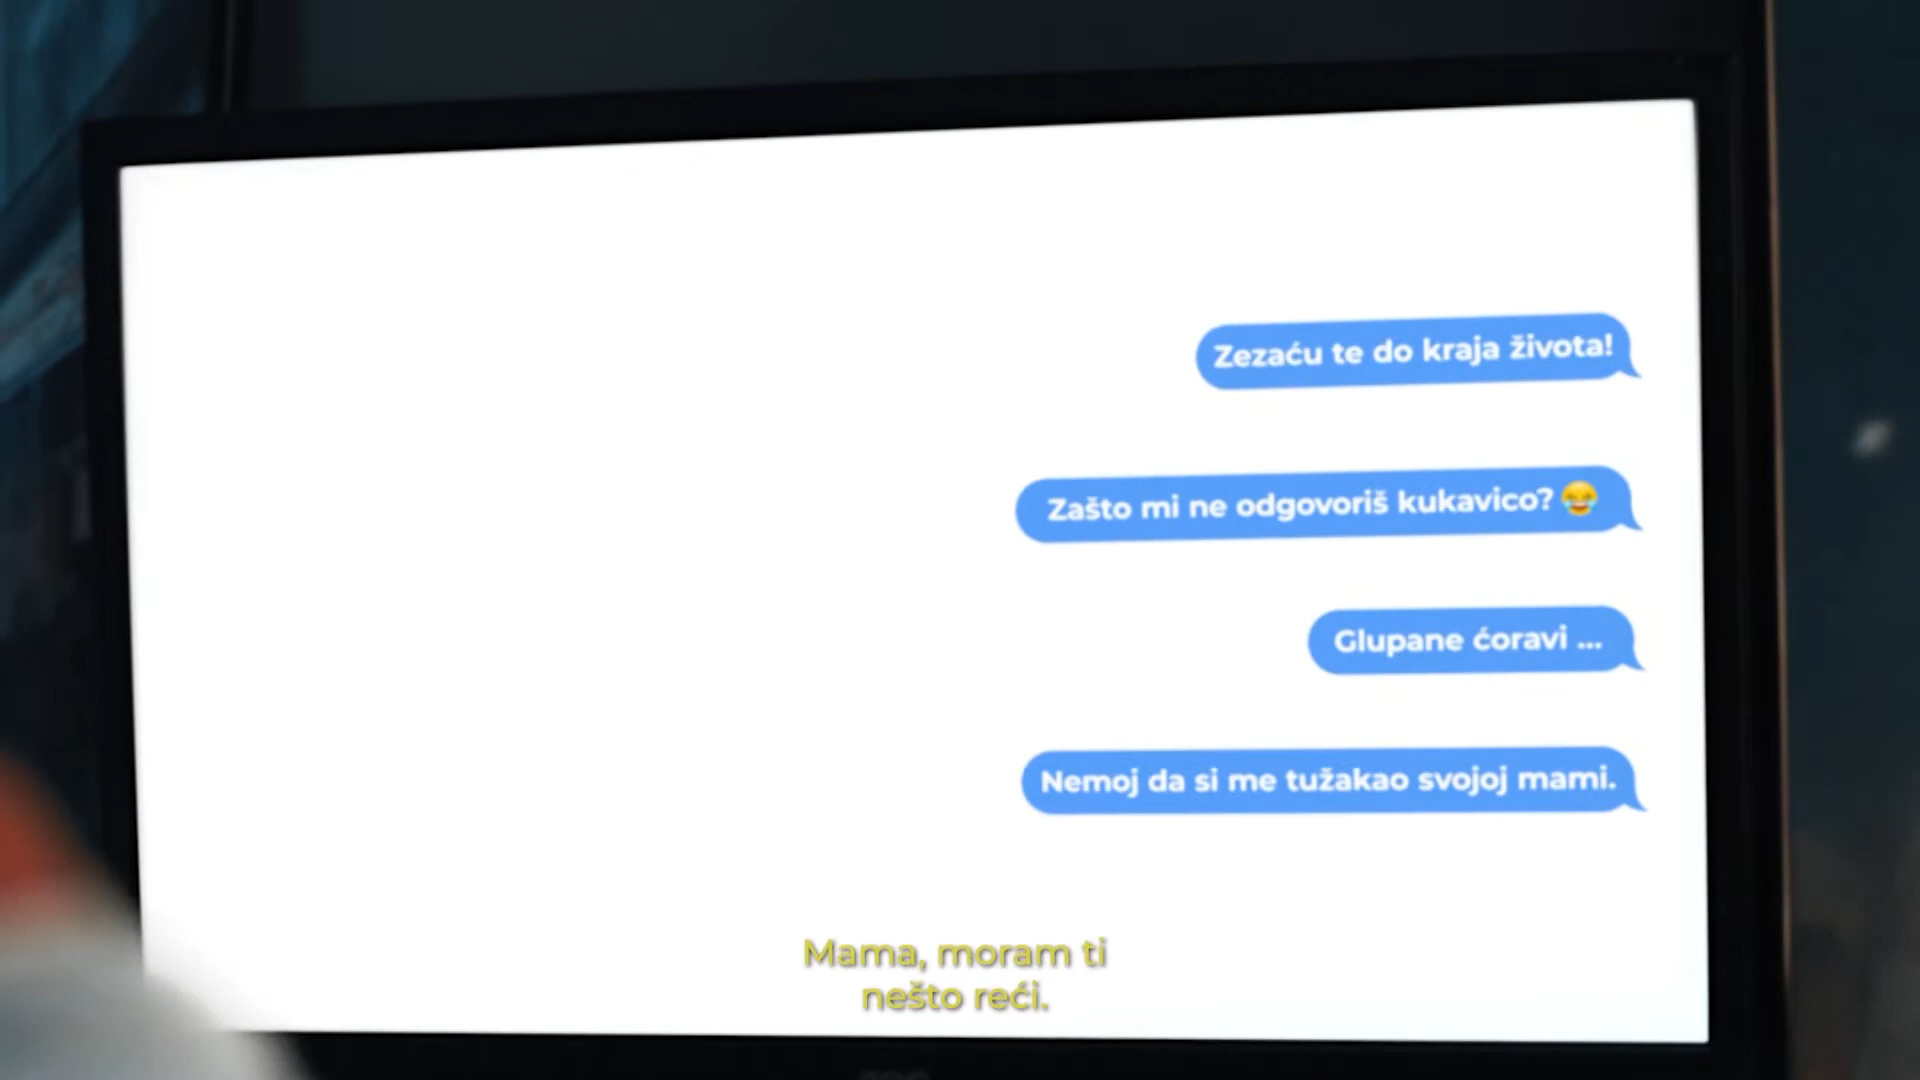 Zezaću te do kraja života!
Zašto mi ne odgovoriš kukavico?😂
Glupane ćoravi ...
Nemoj da si me tužakao svojoj mami.
Mama, moram ti
nešto reći.